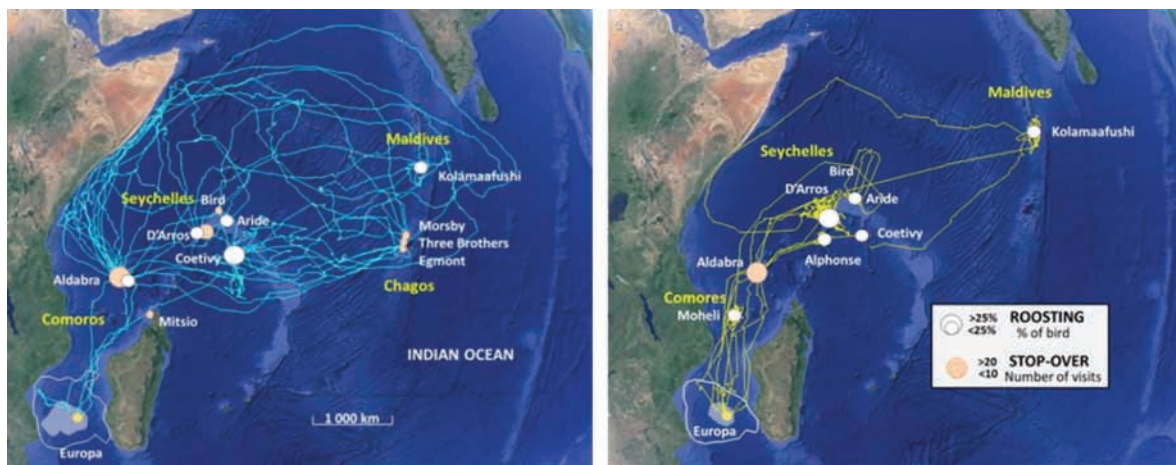 Maldives
Kolamaafushi
Seychelles
Bird
Aride
D'Arros
Morsby
Three Brothers
Coetivy
Egmont
Aldabra
Chagos
Comoros
Mitsio
INDIAN OCEAN
1 000 km
Europa
Maldives
Kolamaafushi
Seychelles
Bird
D'Arros
Aride
Coetivy
Alphonse
Aldabra
Comores
Moheli
>25% ROOSTING
<25% % of bird
>20 STOP-OVER
<10 Number of visits
Europa